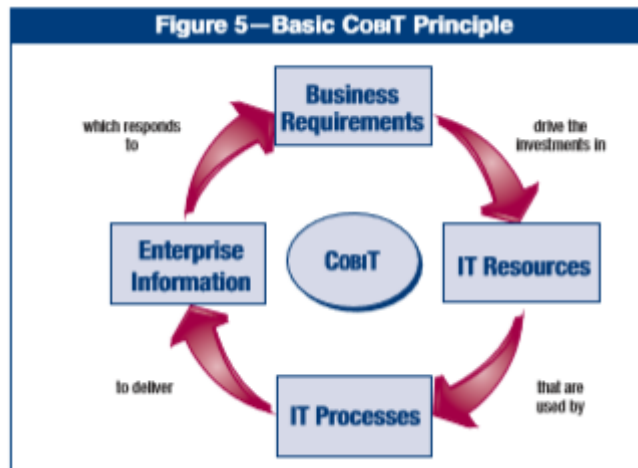 Figure 5—Basic COBIT Principle
Business
Requirements
which responds
to
drive the
investments in
Enterprise
Information
COBIT
IT Resources
to deliver
IT Processes
that are
used by